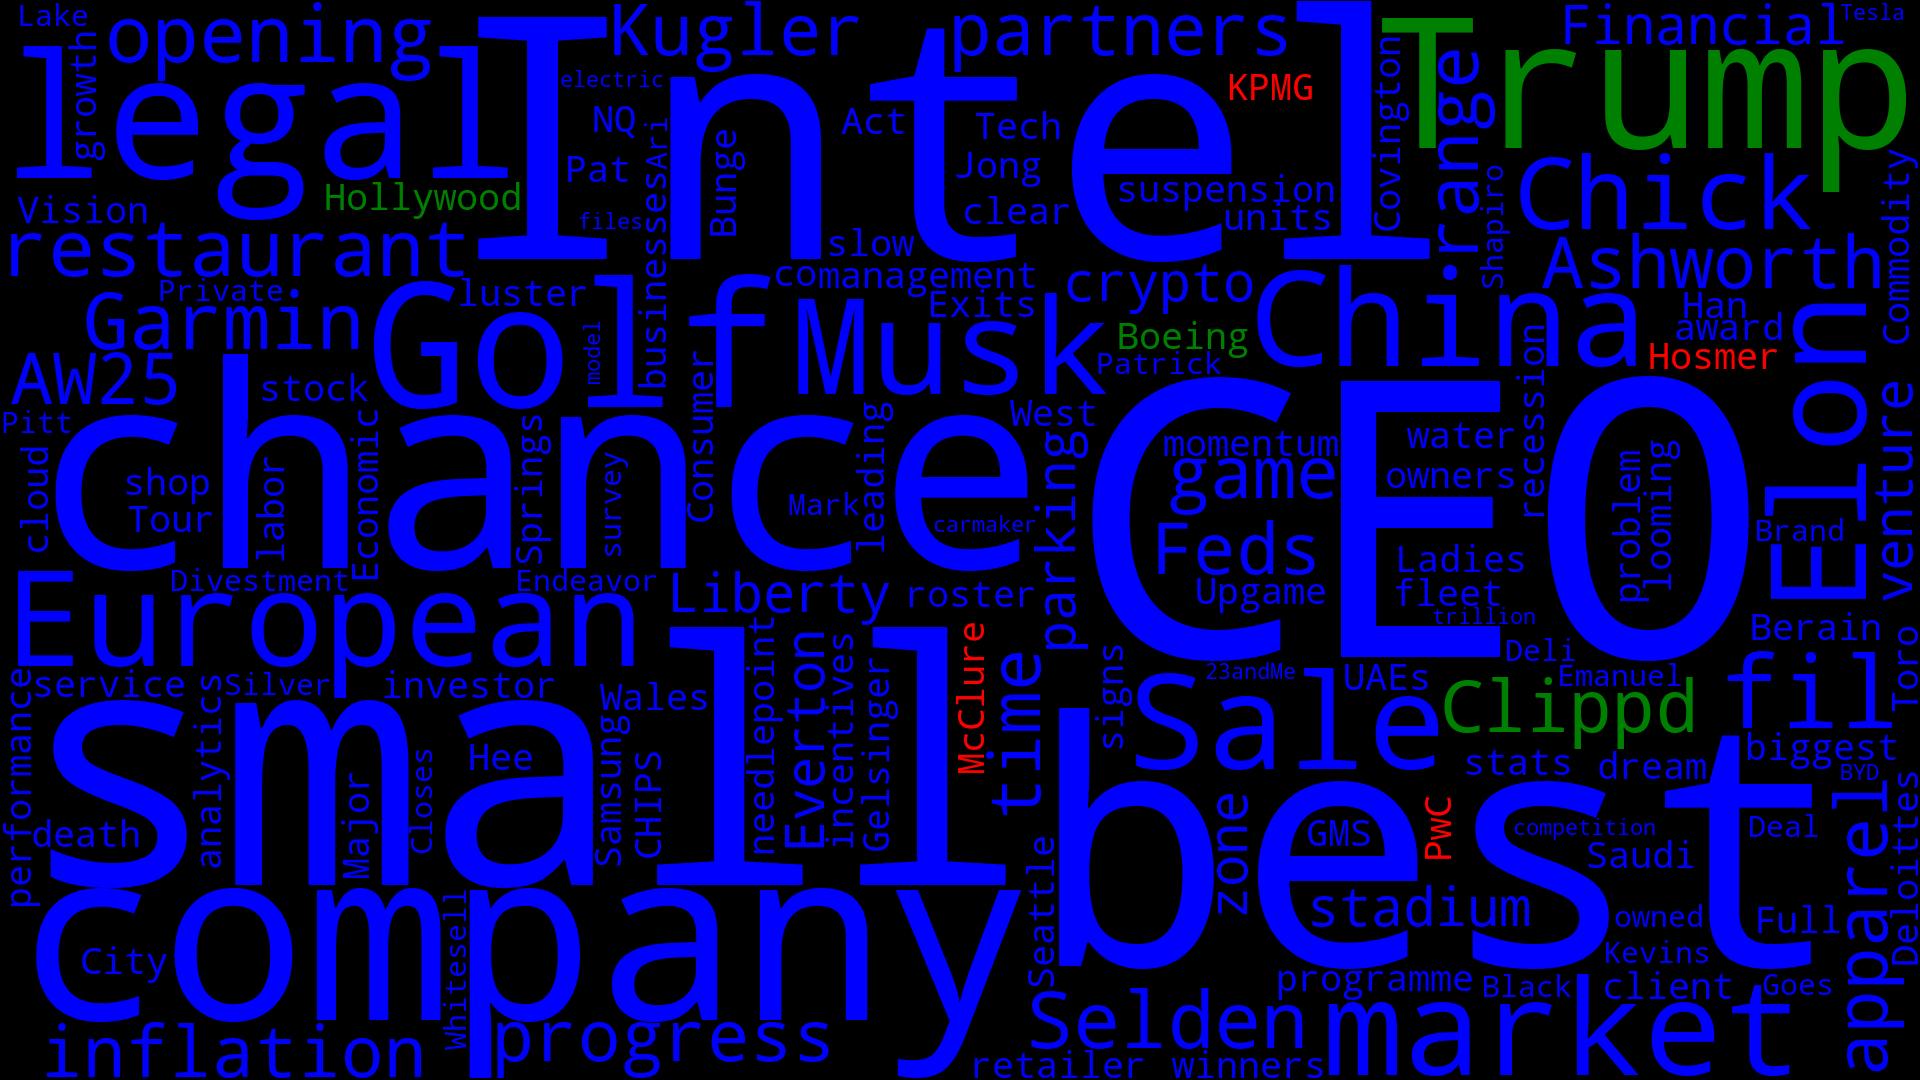 Lake
opening
Kugler
partners
Financial
Tesla
legal
growth
Intel
electric
KPMG
Covington
range
Trump
NQ
Act
Tech
Ari
Pat
Bunge
Jong
Hollywood
suspension
Shapiro
Chick
Commodity
Vision
files
clear
units
restaurant
businesses
slow
Ashworth
Private
luster
comanagement
crypto
China
Han
Garmin
Golf
Exits
Musk
Boeing
award
Elon
model
Patrick
Hosmer
AW25
stock
Consumer
recession
Pitt
chance
West
CEO
venture
cloud
shop
labor
Economic
Springs
survey
leading
parking
momentum
game
water
owners
problem
looming
Tour
Mark
carmaker
Brand
Feds
Ladies
European
Divestment
Endeavor
Liberty
roster
Upgame
fleet
trillion
Berain
needlepoint
Everton
incentives
Gelsinger
McClure
time
signs
Deli
Toro
performance
service
Silver
investor
Wales
23andMe
UAEs
Emanuel
fil
small
analytics
Sale
Clippd
Hee
Samsung
CHIPS
biggest
stats
dream
BYD
death
Major
Closes
best
zone
GMS
PwC
competition
Deal
Saudi
apparel
Deloittes
company
Whitesell
Seattle
stadium
owned
Full
City
Kevins
programme
Black
client
Goes
inflation
progress
Selden
market
retailer
winners